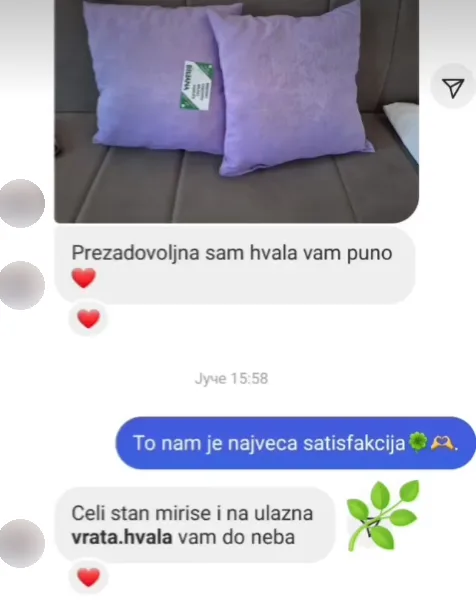 BILJANA
Prezadovoljna sam hvala vam puno
❤️
❤️
Јуче 15:58
To nam je najveca satisfakcija🍀🫶.
Celi stan mirise i na ulazna
vrata.hvala vam do neba
❤️